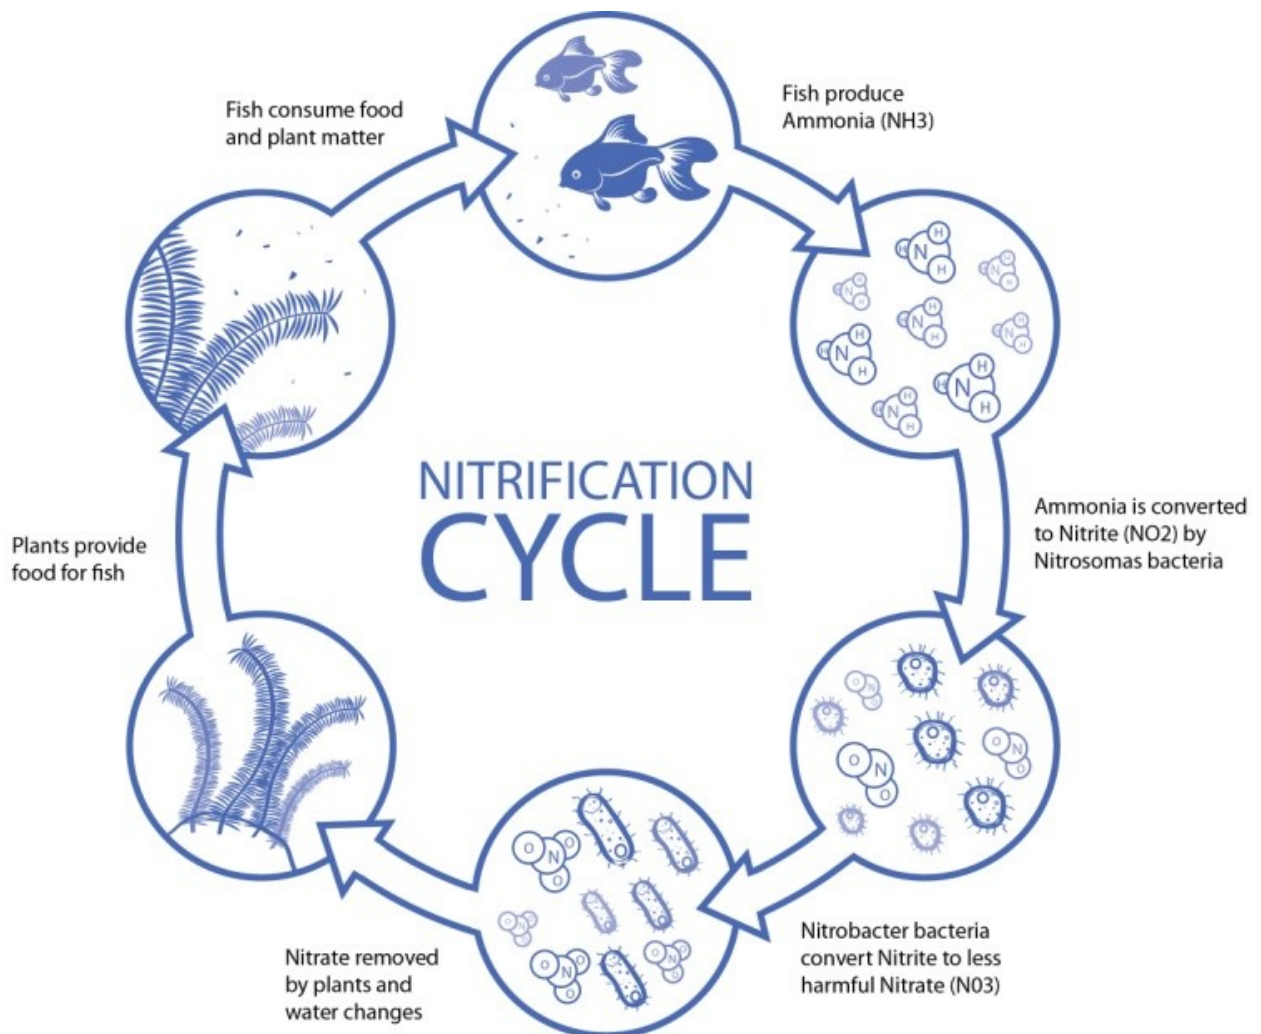 Fish consume food
and plant matter
Fish produce
Ammonia (NH3)
NITRIFICATION
CYCLE
Ammonia is converted
to Nitrite (NO2) by
Nitrosomas bacteria
Plants provide
food for fish
Nitrobacter bacteria
convert Nitrite to less
harmful Nitrate (N03)
Nitrate removed
by plants and
water changes
H
N
H
H
H
N
H
H
H
N
H
H
H
N
H
H
H
N
H
H
H
N
H
H
H
N
H
H
H
N
H
H
O
N
O
O
N
O
O
N
O
O
N
O
O
O
N
O
O
O
N
O
O
O
N
O
O